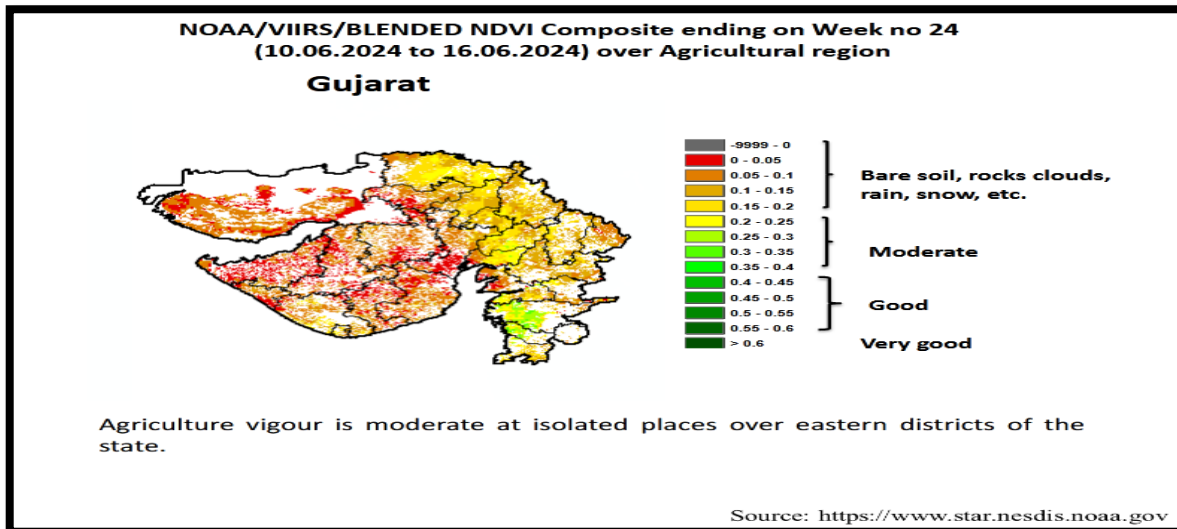 NOAA/VIIRS/BLENDED NDVI Composite ending on Week no 24
(10.06.2024 to 16.06.2024) over Agricultural region
Gujarat
-9999 - 0
0 - 0.05
0.05 - 0.1
0.1 - 0.15
0.15 - 0.2
0.2 - 0.25
0.25 - 0.3
0.3 - 0.35
0.35 - 0.4
0.4 - 0.45
0.45 - 0.5
0.5 - 0.55
0.55 - 0.6
> 0.6
Bare soil, rocks clouds,
rain, snow, etc.
Moderate
Good
Very good
Agriculture vigour is moderate at isolated places over eastern districts of the
state.
Source: https://www.star.nesdis.noaa.gov